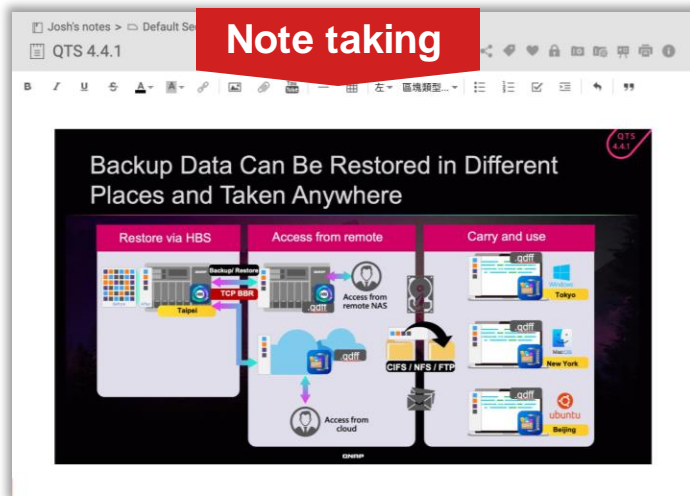 Josh's notes > Default Se
Note taking
QTS 4.4.1
B I U S A A 左 區塊類型...
QTS
4.4.1
Backup Data Can Be Restored in Different
Places and Taken Anywhere
Restore via HBS
Access from remote
Carry and use
Backup/ Restore
TCP BBR
Taipei
.qdff
Access from
remote NAS
.qdff
Access from
cloud
CIFS / NFS / FTP
.qdff
Windows
Tokyo
.qdff
MacOS
New York
.qdff
ubuntu
Beijing
QNAP